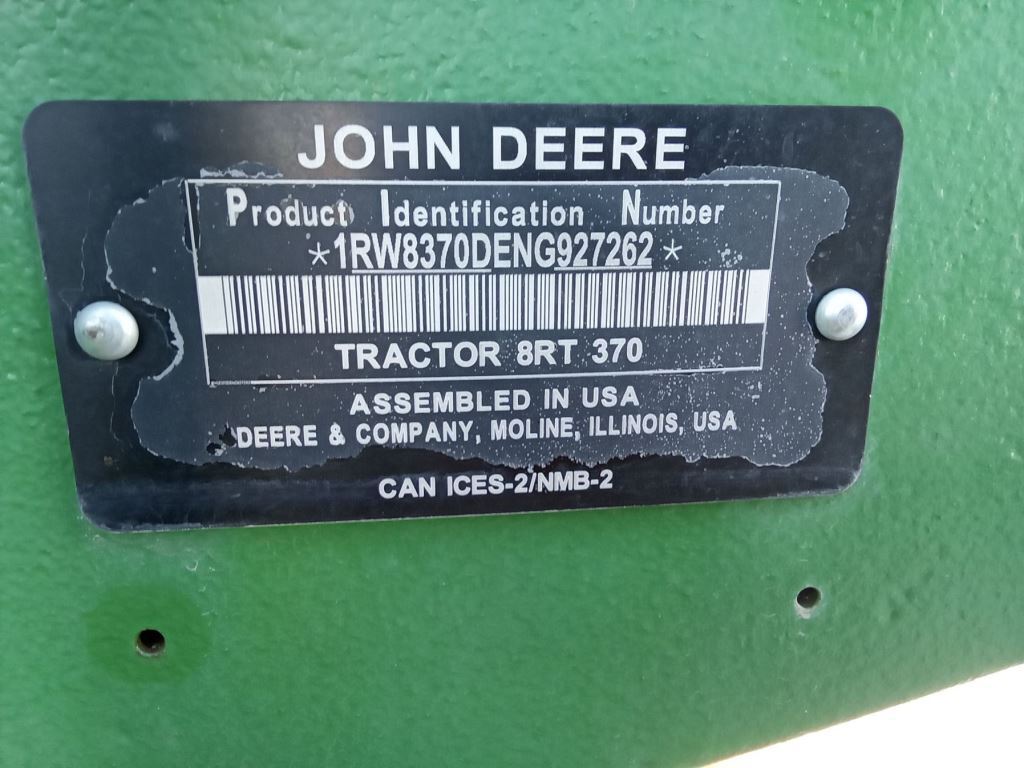 JOHN DEERE
Product Identification Number
*1RW8370DENG927262*
TRACTOR 8RT 370
ASSEMBLED IN USA
DEERE & COMPANY, MOLINE, ILLINOIS, USA
CAN ICES-2/NMB-2